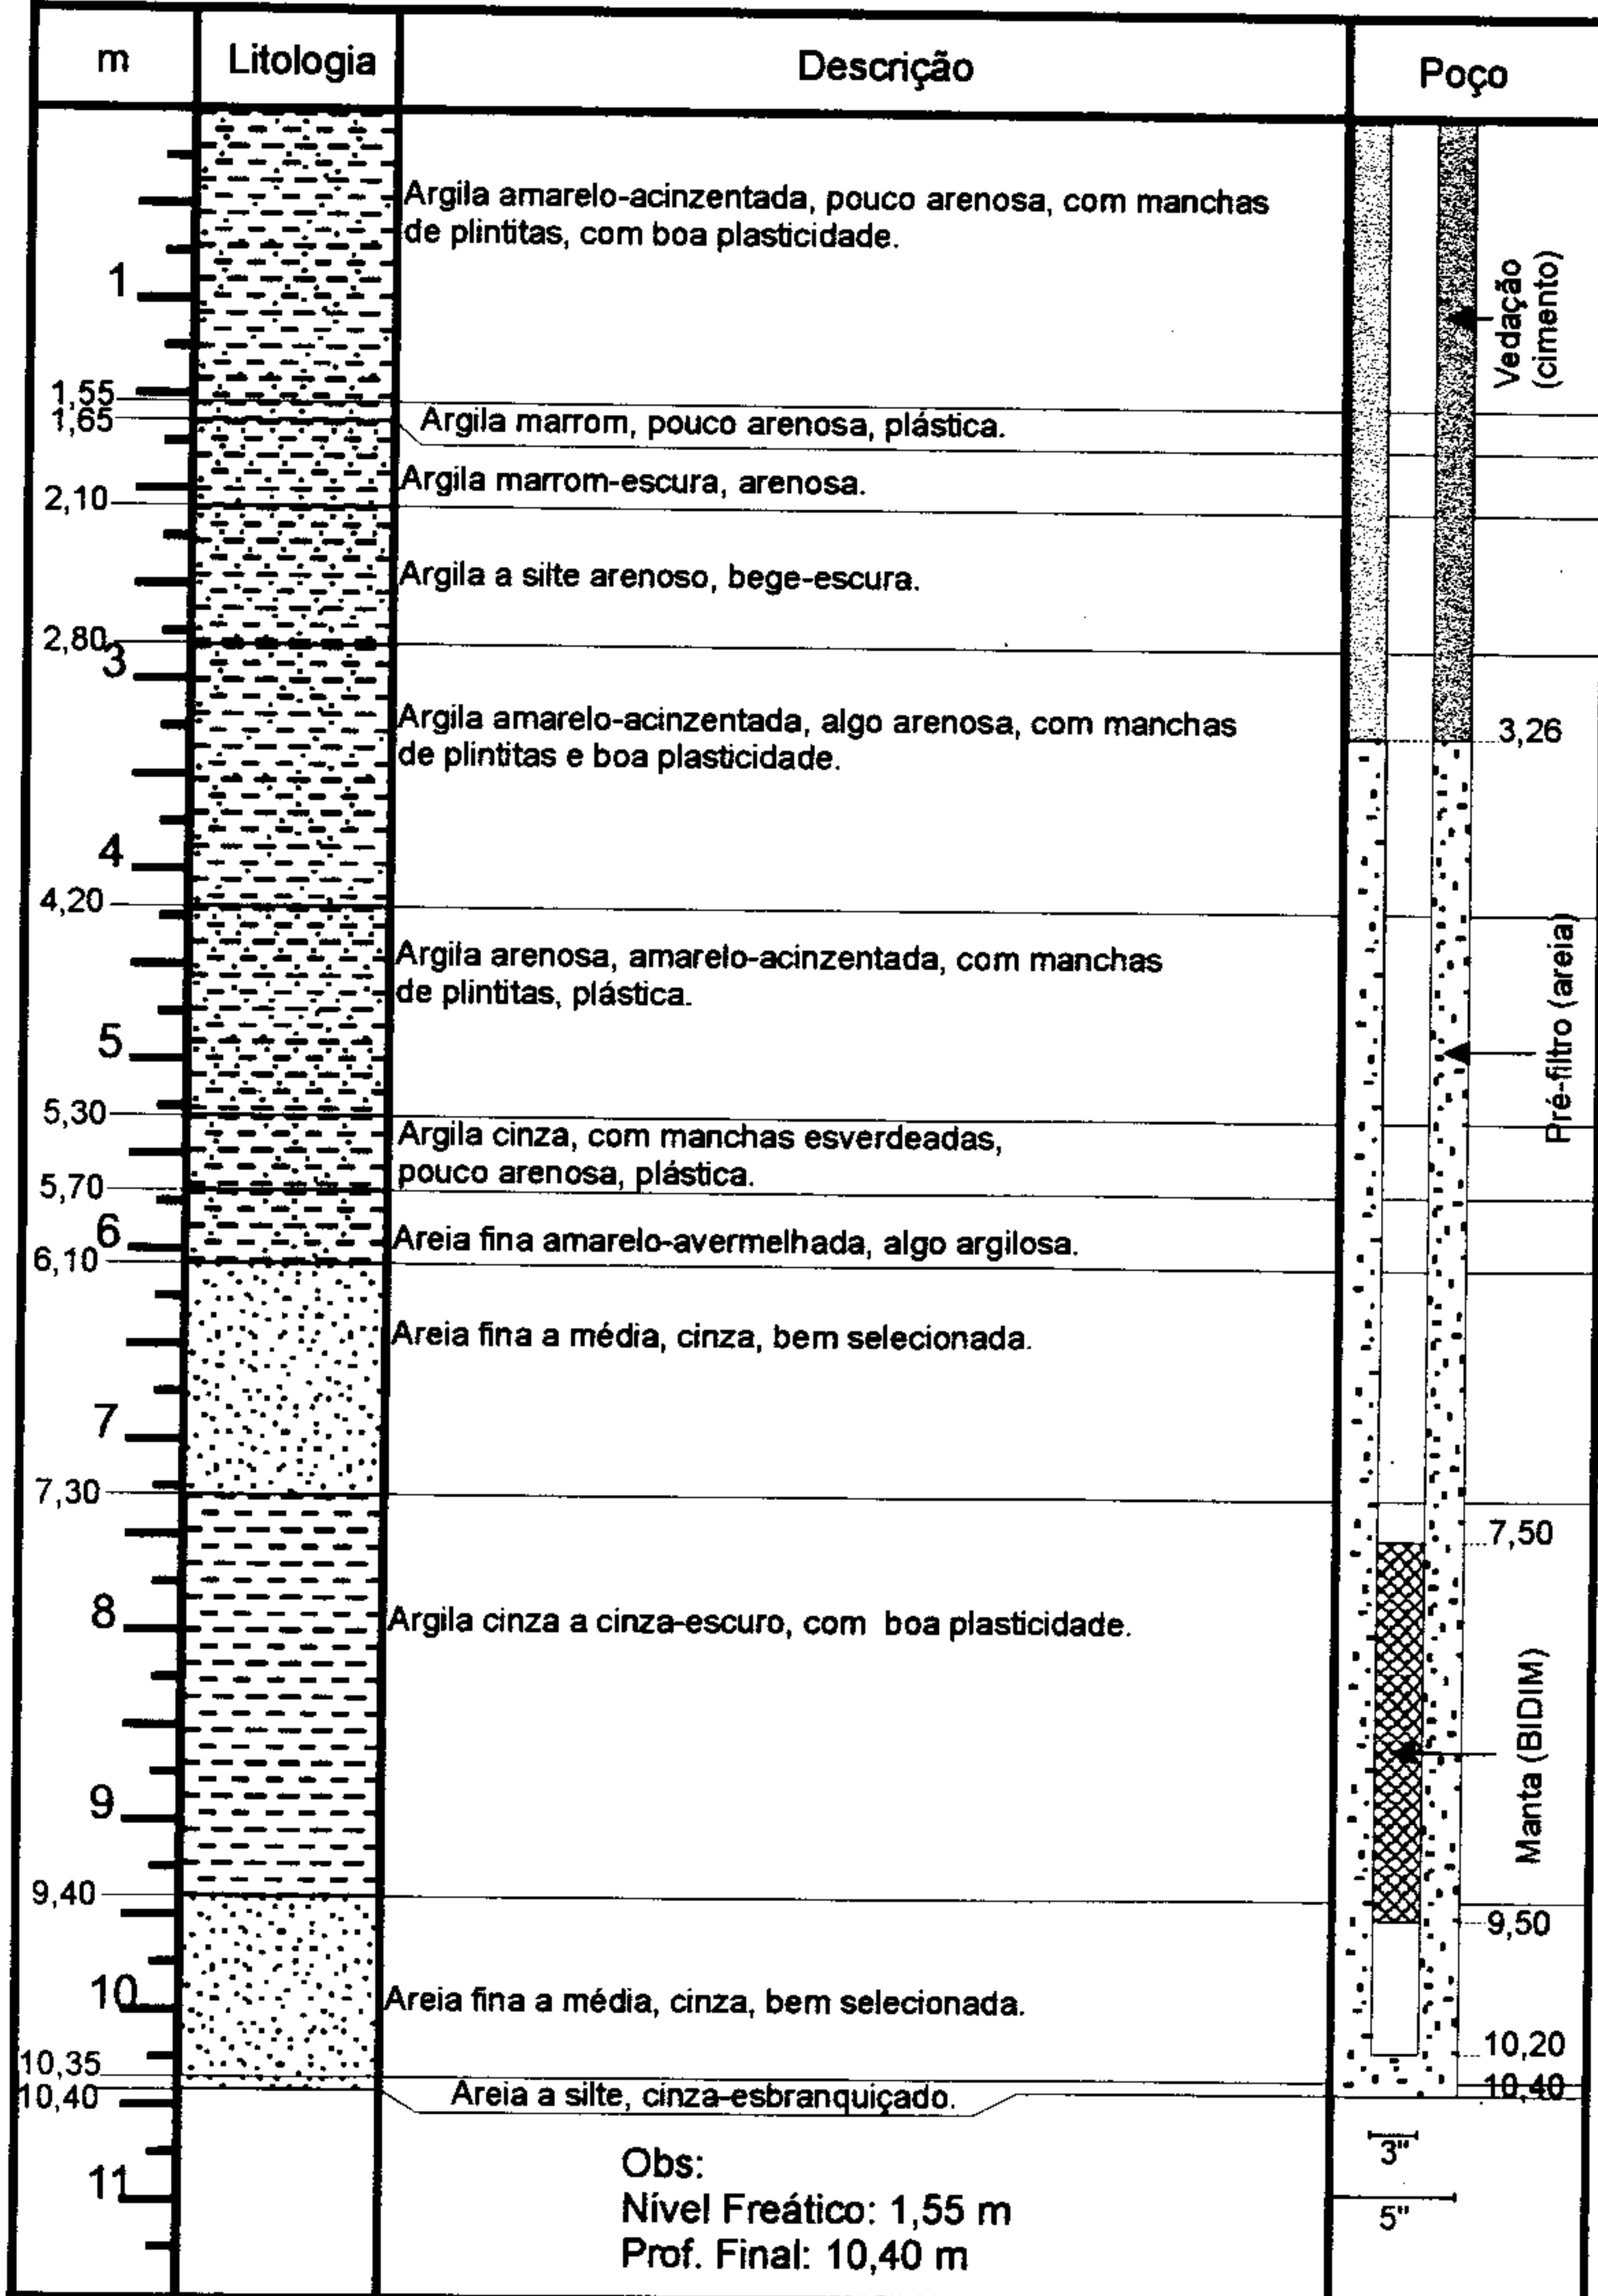 m
Litologia
Descrição
Poço
Argila amarelo-acinzentada, pouco arenosa, com manchas
de plintitas, com boa plasticidade.
1
Vedação
(cimento)
1,55
1,65
Argila marrom, pouco arenosa, plástica.
Argila marrom-escura, arenosa.
2,10
Argila a silte arenoso, bege-escura.
2,80
3
Argila amarelo-acinzentada, algo arenosa, com manchas
de plintitas e boa plasticidade.
3,26
4
4,20
Argila arenosa, amarelo-acinzentada, com manchas
de plintitas, plástica.
Pré-filtro (areia)
5
5,30
Argila cinza, com manchas esverdeadas,
pouco arenosa, plástica.
5,70
6
Areia fina amarelo-avermelhada, algo argilosa.
6,10
Areia fina a média, cinza, bem selecionada.
7
7,30
7,50
8
Argila cinza a cinza-escuro, com boa plasticidade.
Manta (BIDIM)
9
9,40
9,50
10
Areia fina a média, cinza, bem selecionada.
10,20
10,35
10,40
Areia a silte, cinza-esbranquiçado.
10,40
3"
5"
11
Obs:
Nível Freático: 1,55 m
Prof. Final: 10,40 m